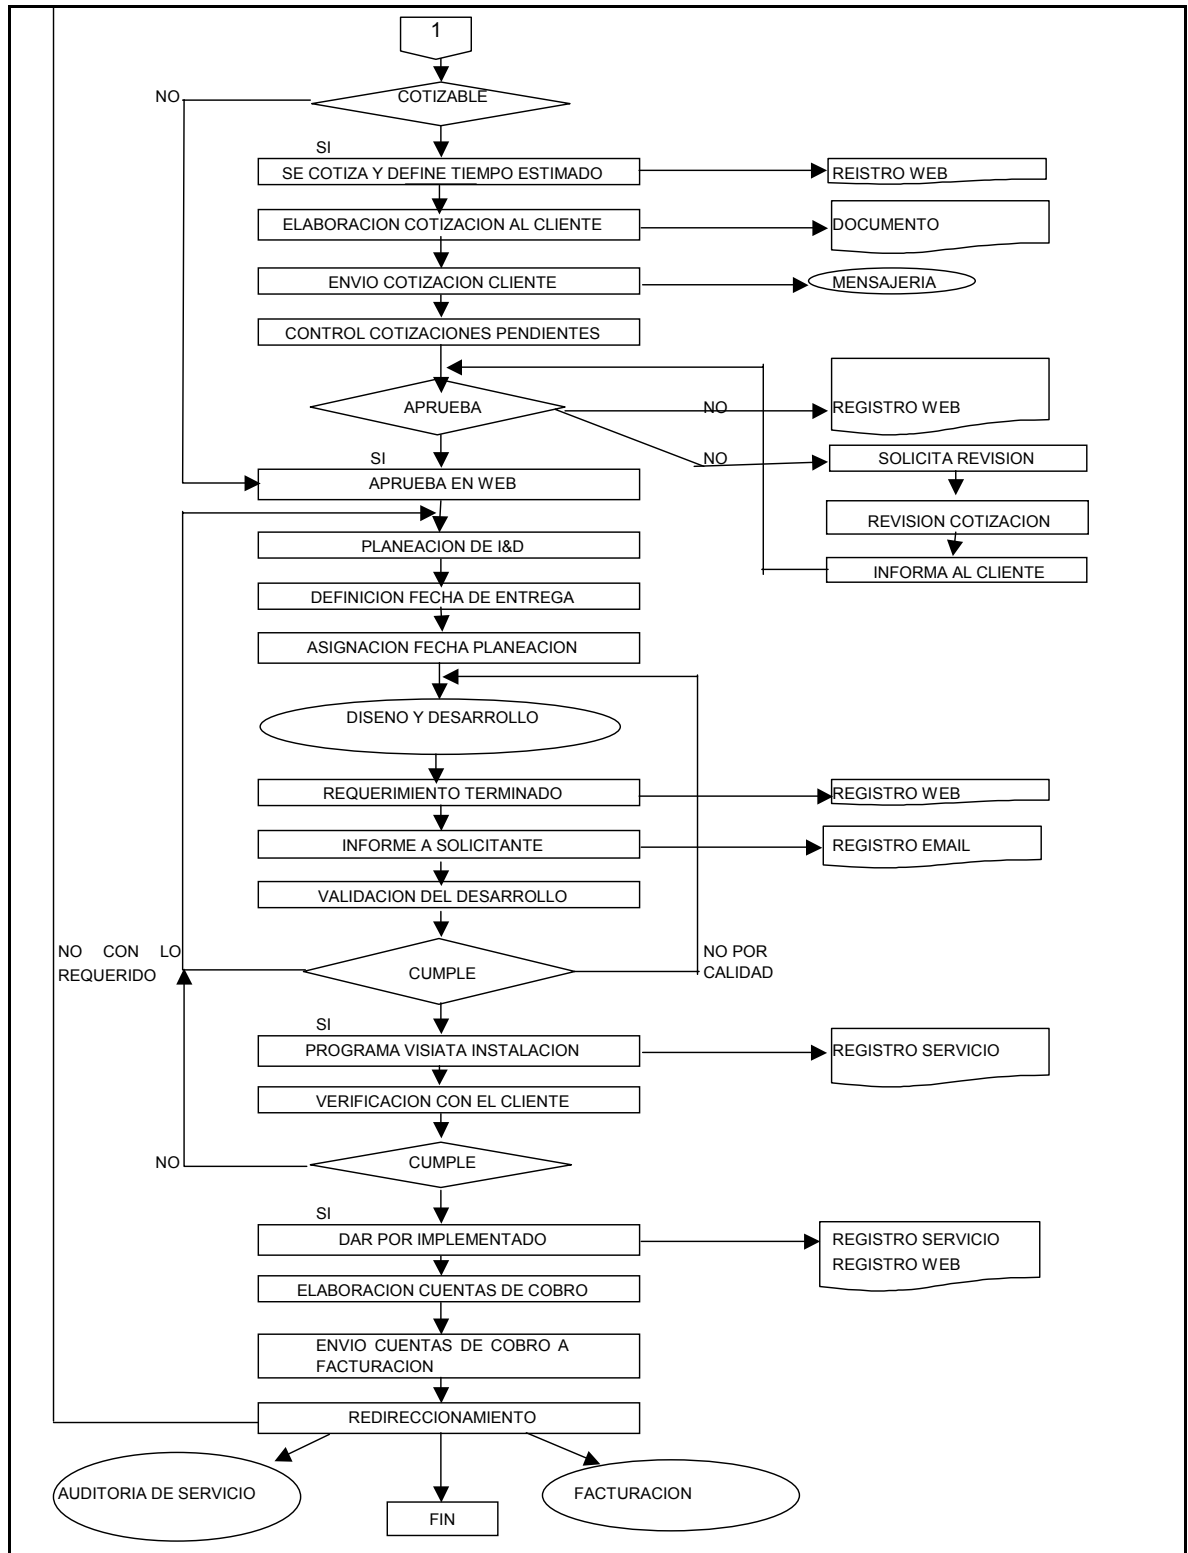 1
COTIZABLE
NO
SI
SE COTIZA Y DEFINE TIEMPO ESTIMADO
REISTRO WEB
ELABORACION COTIZACION AL CLIENTE
DOCUMENTO
ENVIO COTIZACION CLIENTE
MENSAJERIA
CONTROL COTIZACIONES PENDIENTES
APRUEBA
NO
REGISTRO WEB
SI
NO
SOLICITA REVISION
APRUEBA EN WEB
REVISION COTIZACION
PLANEACION DE I&D
INFORMA AL CLIENTE
DEFINICION FECHA DE ENTREGA
ASIGNACION FECHA PLANEACION
DISENO Y DESARROLLO
REQUERIMIENTO TERMINADO
REGISTRO WEB
INFORME A SOLICITANTE
REGISTRO EMAIL
VALIDACION DEL DESARROLLO
NO CON LO
REQUERIDO
CUMPLE
NO POR
CALIDAD
SI
PROGRAMA VISIATA INSTALACION
REGISTRO SERVICIO
VERIFICACION CON EL CLIENTE
NO
CUMPLE
SI
DAR POR IMPLEMENTADO
REGISTRO SERVICIO
REGISTRO WEB
ELABORACION CUENTAS DE COBRO
ENVIO CUENTAS DE COBRO A
FACTURACION
REDIRECCIONAMIENTO
AUDITORIA DE SERVICIO
FACTURACION
FIN